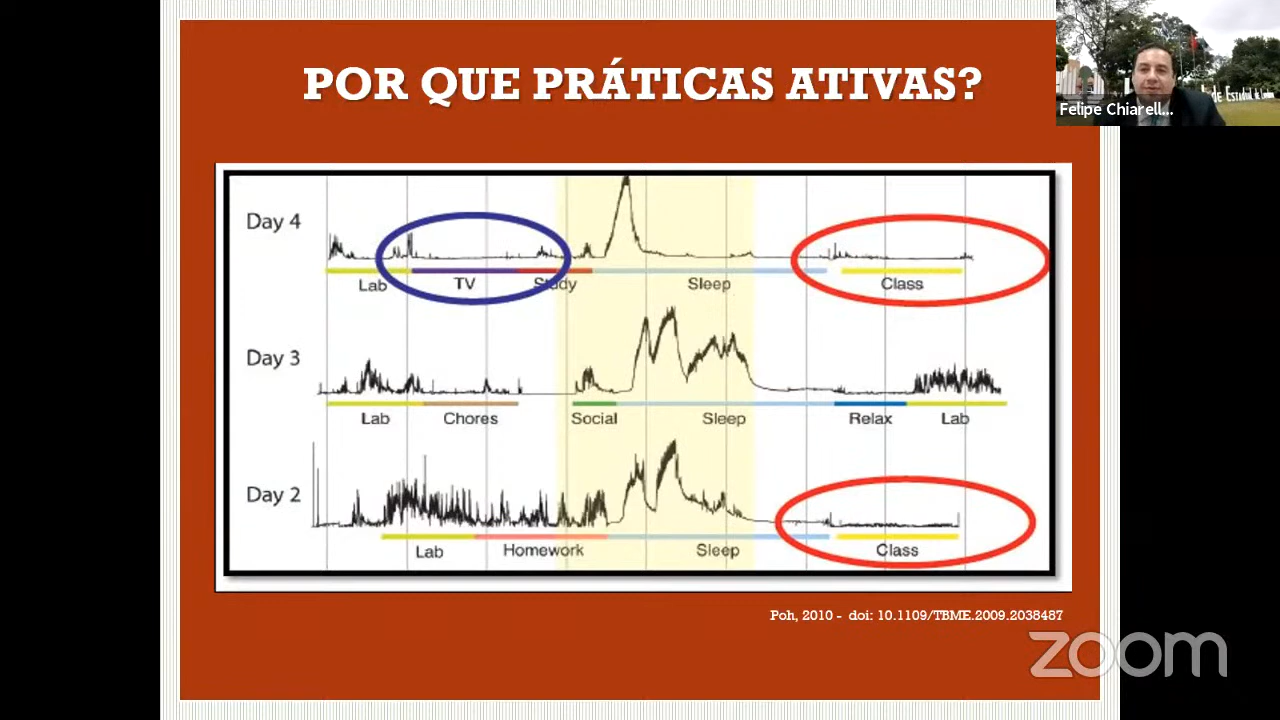 POR QUE PRÁTICAS ATIVAS?
Felipe Chiarell...
Day 4
Lab
TV
Study
Sleep
Class
Day 3
Lab
Chores
Social
Sleep
Relax
Lab
Day 2
Lab
Homework
Sleep
Class
Poh, 2010 - doi: 10.1109/TBME.2009.2038487
zoom